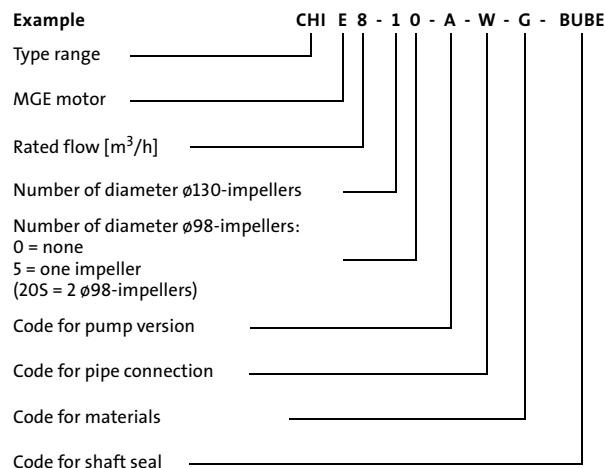 Example CHI E 8 - 1 0 - A - W - G - BUBE
Type range
MGE motor
Rated flow [m³/h]
Number of diameter ø130-impellers
Number of diameter ø98-impellers:
0 = none
5 = one impeller
(20S = 2 ø98-impellers)
Code for pump version
Code for pipe connection
Code for materials
Code for shaft seal